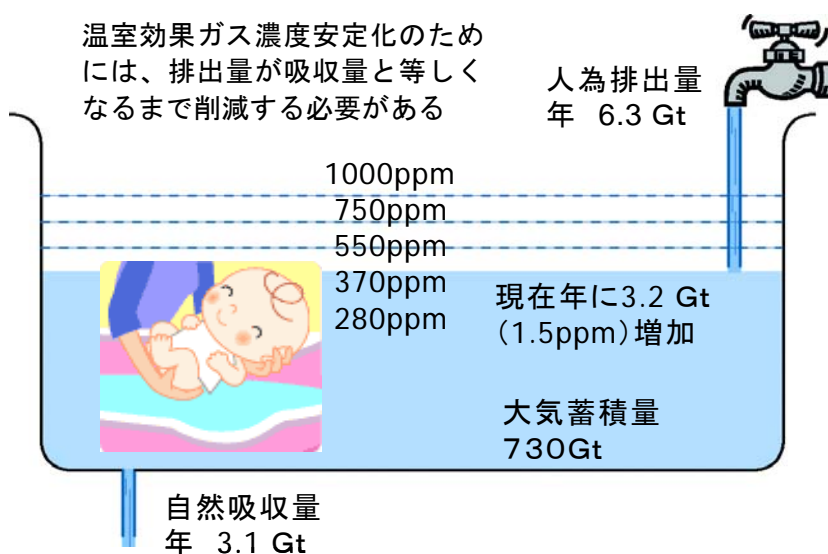 温室効果ガス濃度安定化のため
には、排出量が吸収量と等しく
なるまで削減する必要がある
人為排出量
年 6.3 Gt
1000ppm
750ppm
550ppm
370ppm
280ppm
現在年に3.2 Gt
(1.5ppm)増加
大気蓄積量
730Gt
自然吸収量
年 3.1 Gt